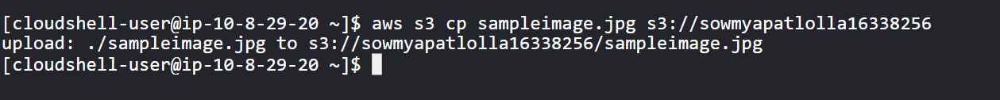 [cloudshell-user@ip-10-8-29-20 ~]$ aws s3 cp sampleimage.jpg s3://sowmyapatlolla16338256
upload: ./sampleimage.jpg to s3://sowmyapatlolla16338256/sampleimage.jpg
[cloudshell-user@ip-10-8-29-20 ~]$